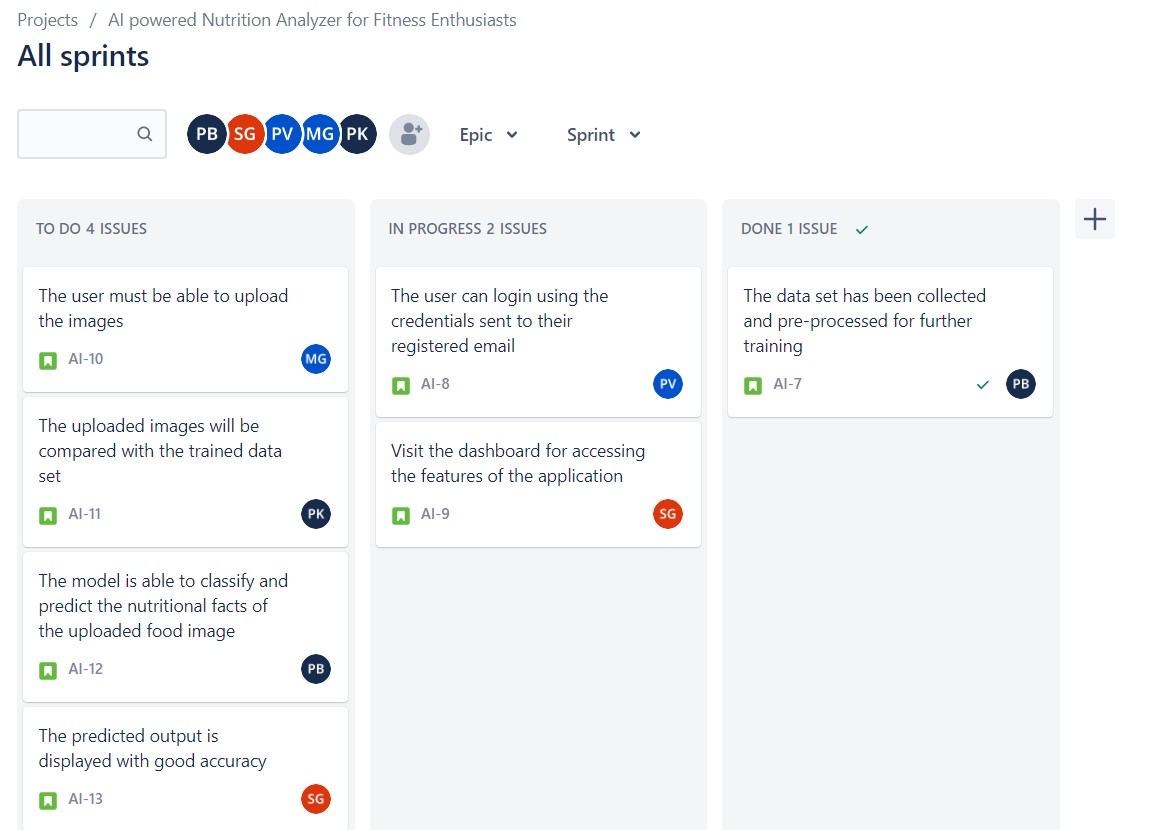 Projects / AI powered Nutrition Analyzer for Fitness Enthusiasts
All sprints
PB SG PV MG PK
Epic
Sprint
TO DO 4 ISSUES
The user must be able to upload
the images
AI-10
MG
The uploaded images will be
compared with the trained data
set
AI-11
PK
The model is able to classify and
predict the nutritional facts of
the uploaded food image
AI-12
PB
The predicted output is
displayed with good accuracy
AI-13
SG
IN PROGRESS 2 ISSUES
The user can login using the
credentials sent to their
registered email
AI-8
PV
Visit the dashboard for accessing
the features of the application
AI-9
SG
DONE 1 ISSUE
The data set has been collected
and pre-processed for further
training
AI-7
PB